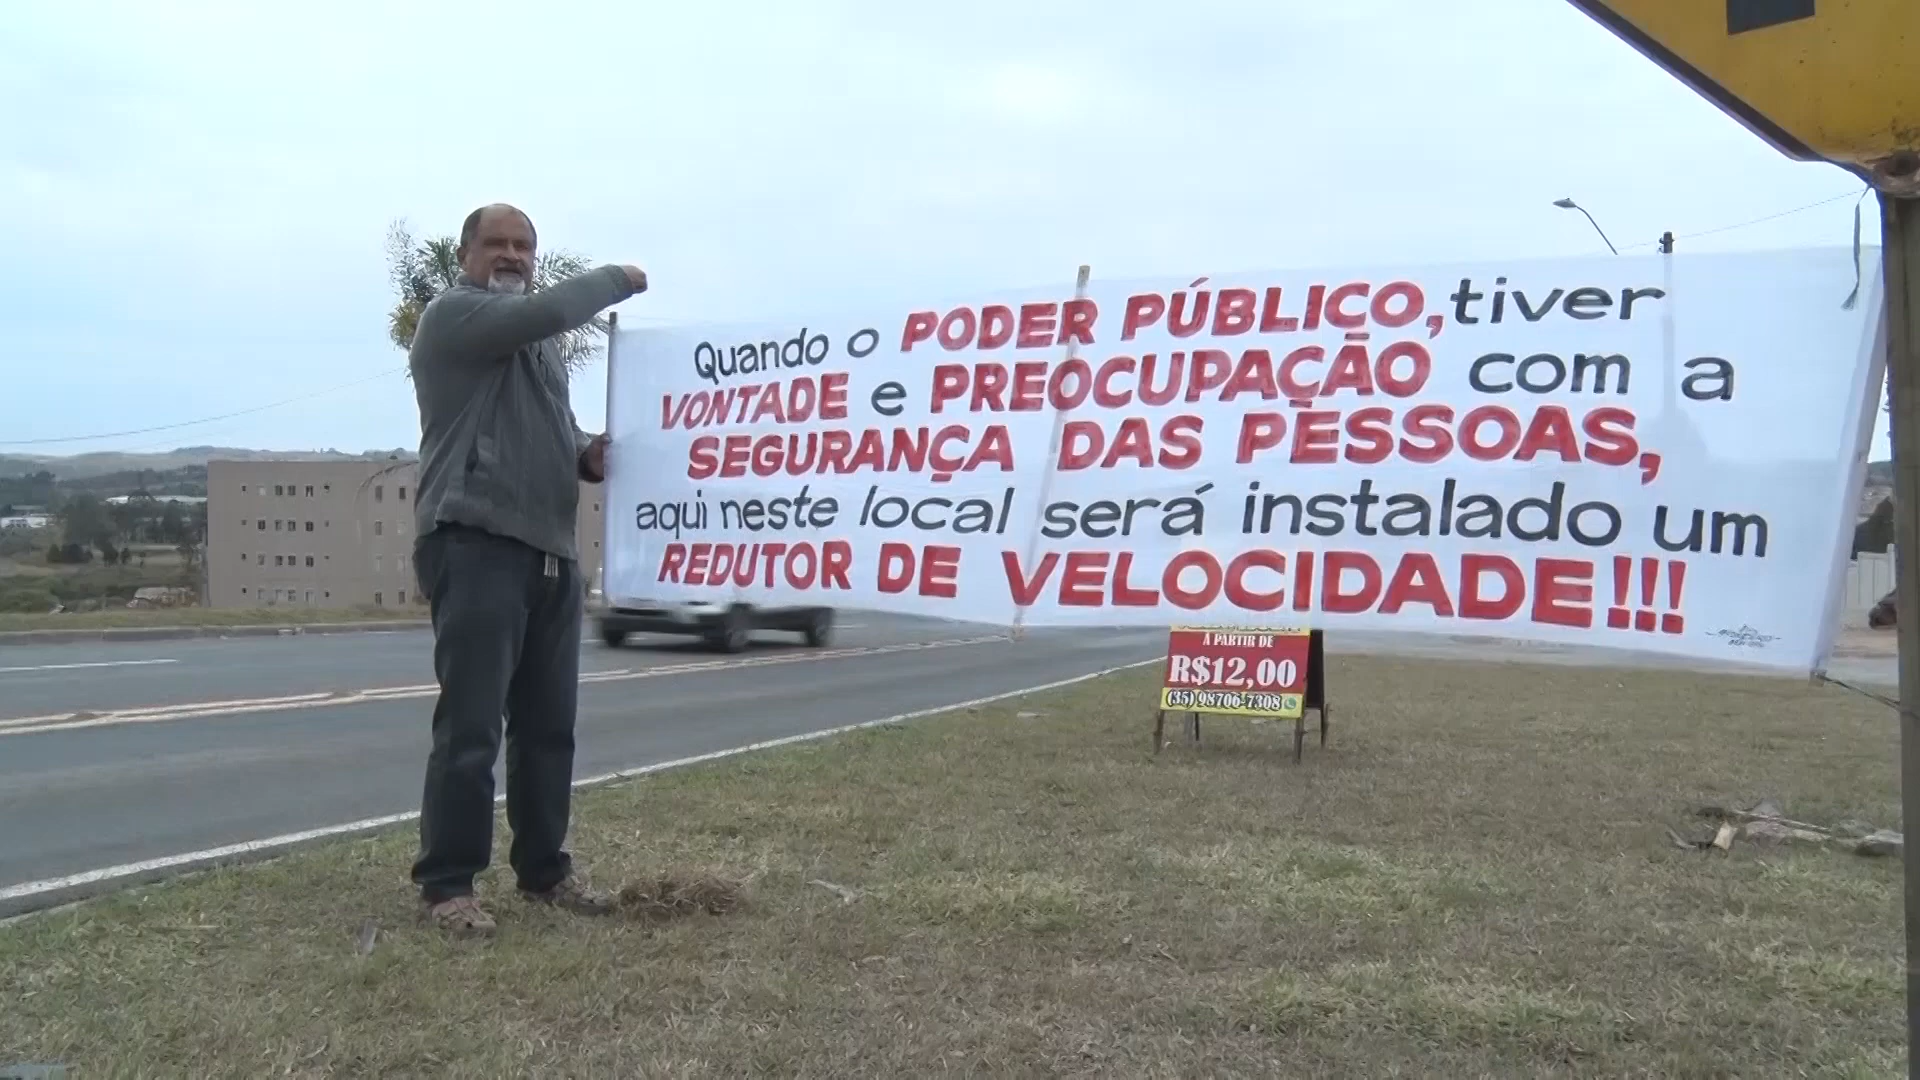 Quando o PODER PÚBLICO, tiver
VONTADE e PREOCUPAÇÃO com a
SEGURANÇA DAS PESSOAS,
aqui neste local será instalado um
REDUTOR DE VELOCIDADE!!!
A PARTIR DE
R$12,00
(35) 98706-7308